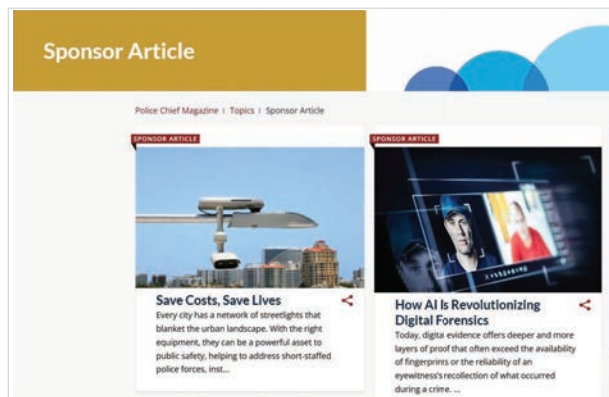 Sponsor Article
Police Chief Magazine | Topics | Sponsor Article
SPONSOR ARTICLE
Save Costs, Save Lives
Every city has a network of streetlights that
blanket the urban landscape. With the right
equipment, they can be a powerful asset to
public safety, helping to address short-staffed
police forces, inst...
SPONSOR ARTICLE
How AI Is Revolutionizing
Digital Forensics
Today, digital evidence offers deeper and more
layers of proof that often exceed the availability
of fingerprints or the reliability of an
eyewitness's recollection of what occurred
during a crime. ...